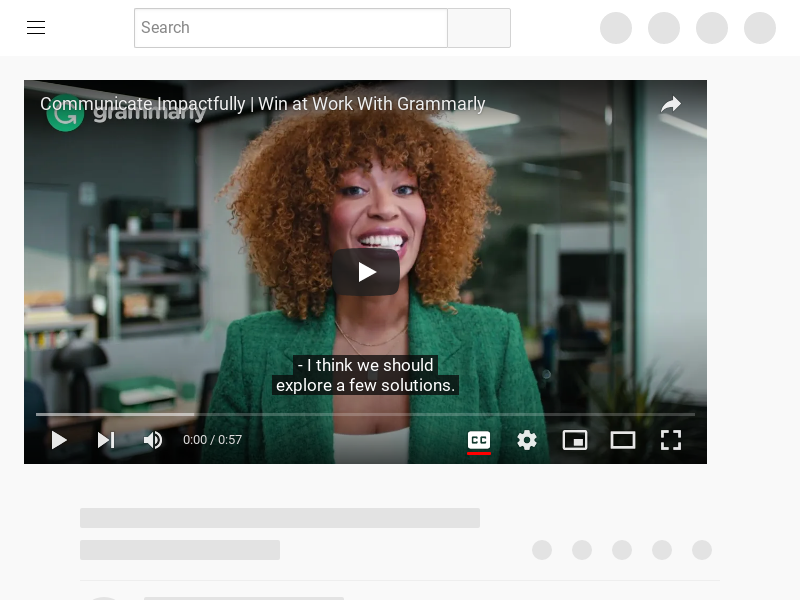 Search
Communicate Impactfully | Win at Work With Grammarly
grammarly
- I think we should
explore a few solutions.
0:00 / 0:57
CC